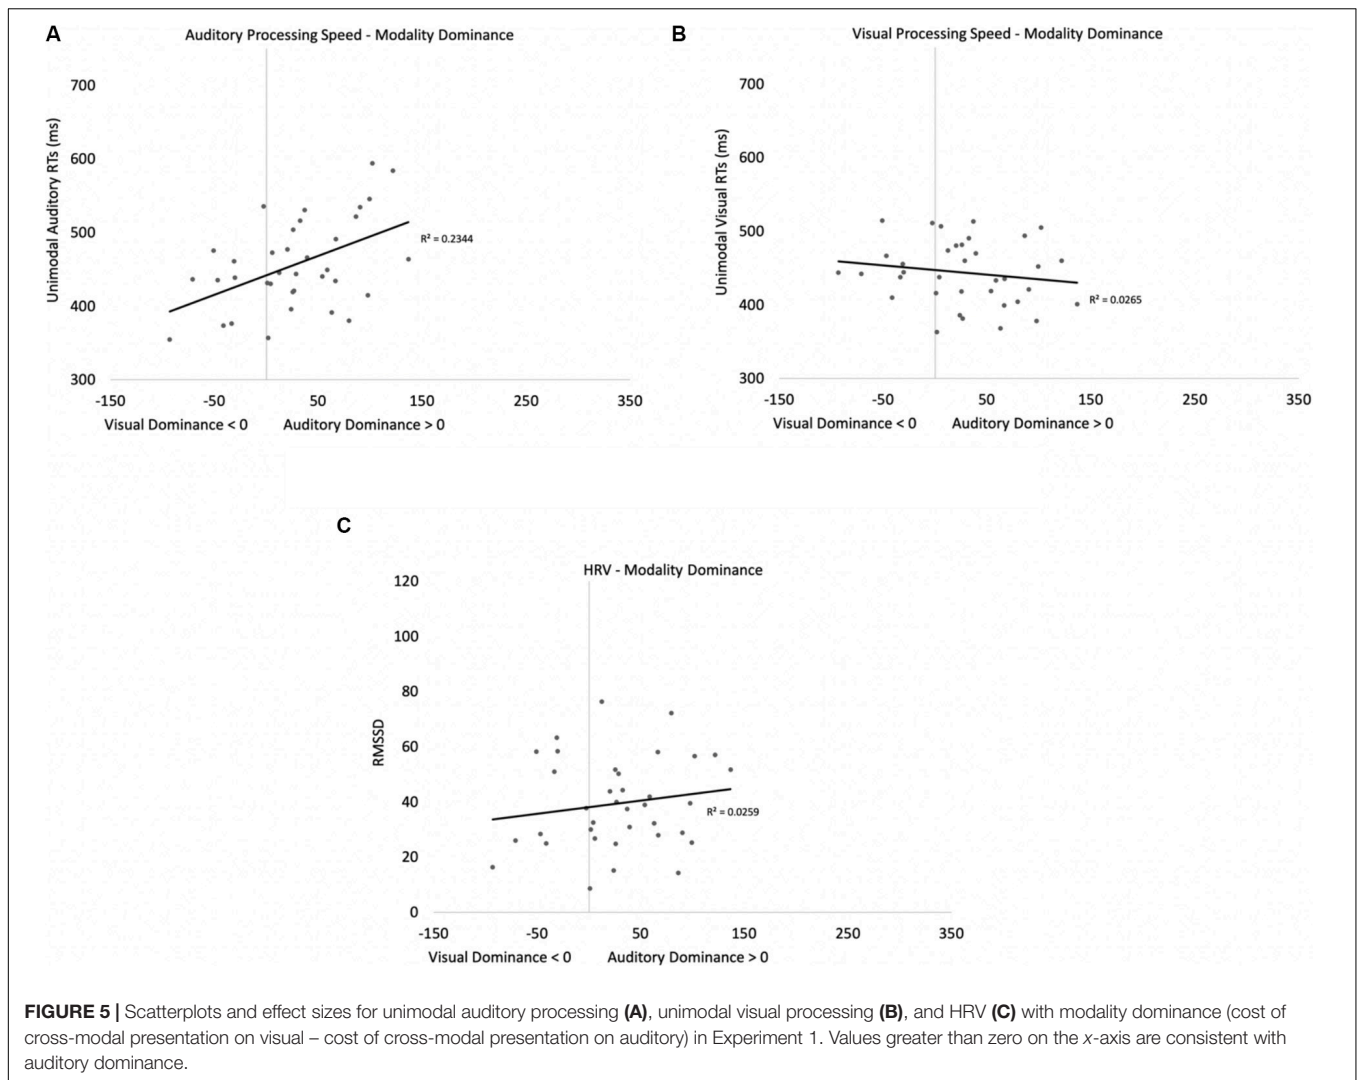 A
Auditory Processing Speed - Modality Dominance
Unimodal Auditory RTs (ms)
700
600
500
400
300
R² = 0.2344
-150 -50 50 150 250 350
Visual Dominance < 0 Auditory Dominance > 0
B
Visual Processing Speed - Modality Dominance
Unimodal Visual RTs (ms)
700
600
500
400
300
R² = 0.0265
-150 -50 50 150 250 350
Visual Dominance < 0 Auditory Dominance > 0
C
HRV - Modality Dominance
RMSSD
120
100
80
60
40
20
0
R² = 0.0259
-150 -50 50 150 250 350
Visual Dominance < 0 Auditory Dominance > 0
FIGURE 5 | Scatterplots and effect sizes for unimodal auditory processing (A), unimodal visual processing (B), and HRV (C) with modality dominance (cost of
cross-modal presentation on visual – cost of cross-modal presentation on auditory) in Experiment 1. Values greater than zero on the x-axis are consistent with
auditory dominance.